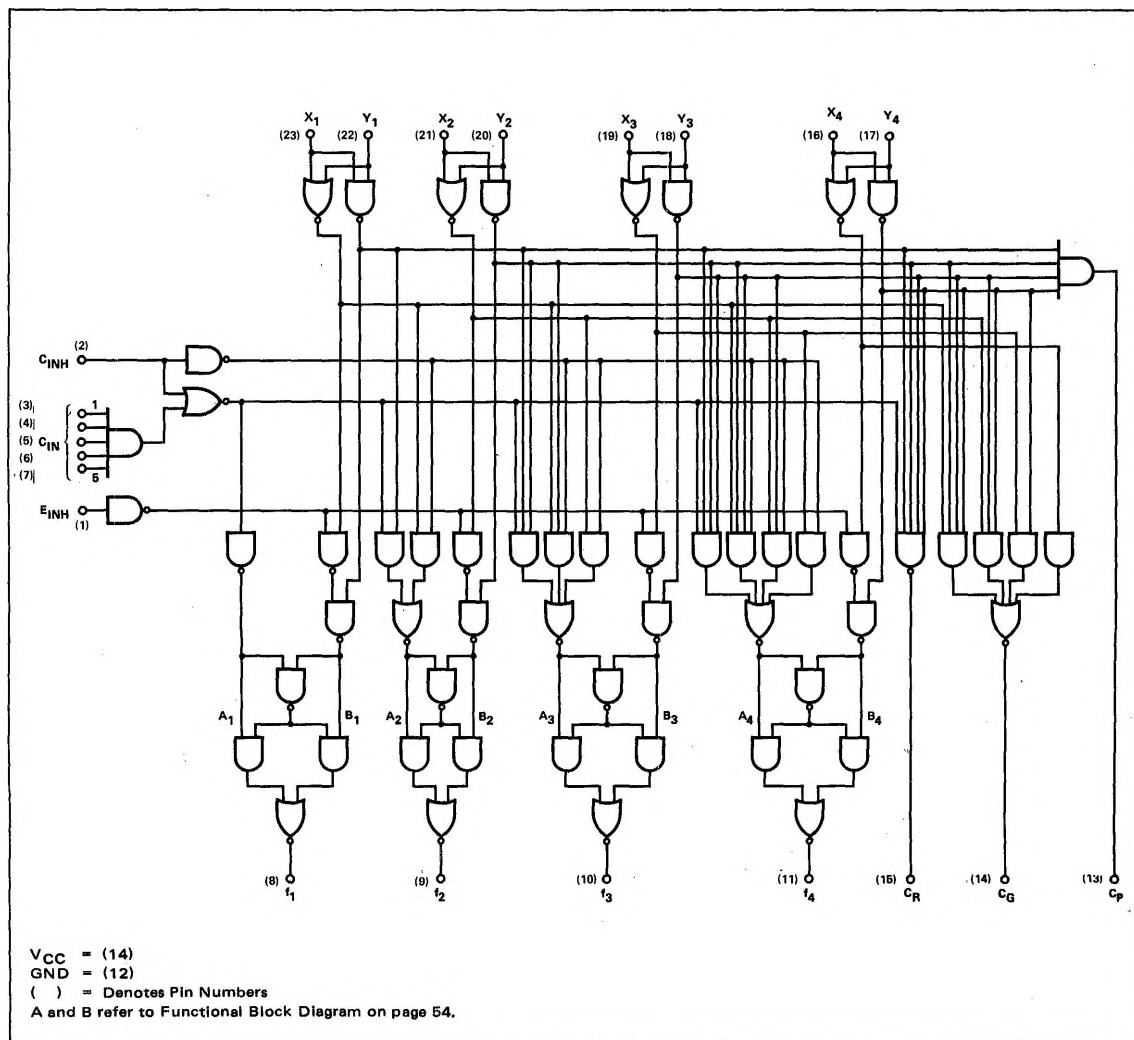 X1 Y1 X2 Y2 X3 Y3 X4 Y4
(23) (22) (21) (20) (19) (18) (16) (17)
(2)
CINH
(3) 1
(4)
CIN (5)
(6)
(7) 5
EINH
(1)
A1 B1 A2 B2 A3 B3 A4 B4
(8) (9) (10) (11) (15) (14) (13)
f1 f2 f3 f4 CR CG CP
VCC = (14)
GND = (12)
( ) = Denotes Pin Numbers
A and B refer to Functional Block Diagram on page 54.